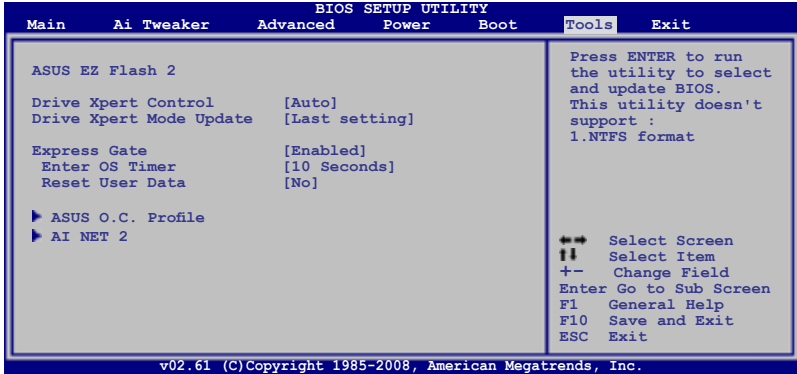 BIOS SETUP UTILITY
Main Ai Tweaker Advanced Power Boot Tools Exit
ASUS EZ Flash 2
Drive Xpert Control [Auto]
Drive Xpert Mode Update [Last setting]
Express Gate [Enabled]
Enter OS Timer [10 Seconds]
Reset User Data [No]
ASUS O.C. Profile
AI NET 2
Press ENTER to run
the utility to select
and update BIOS.
This utility doesn't
support :
1.NTFS format
←→ Select Screen
↑↓ Select Item
+- Change Field
Enter Go to Sub Screen
F1 General Help
F10 Save and Exit
ESC Exit
v02.61 (C)Copyright 1985-2008, American Megatrends, Inc.